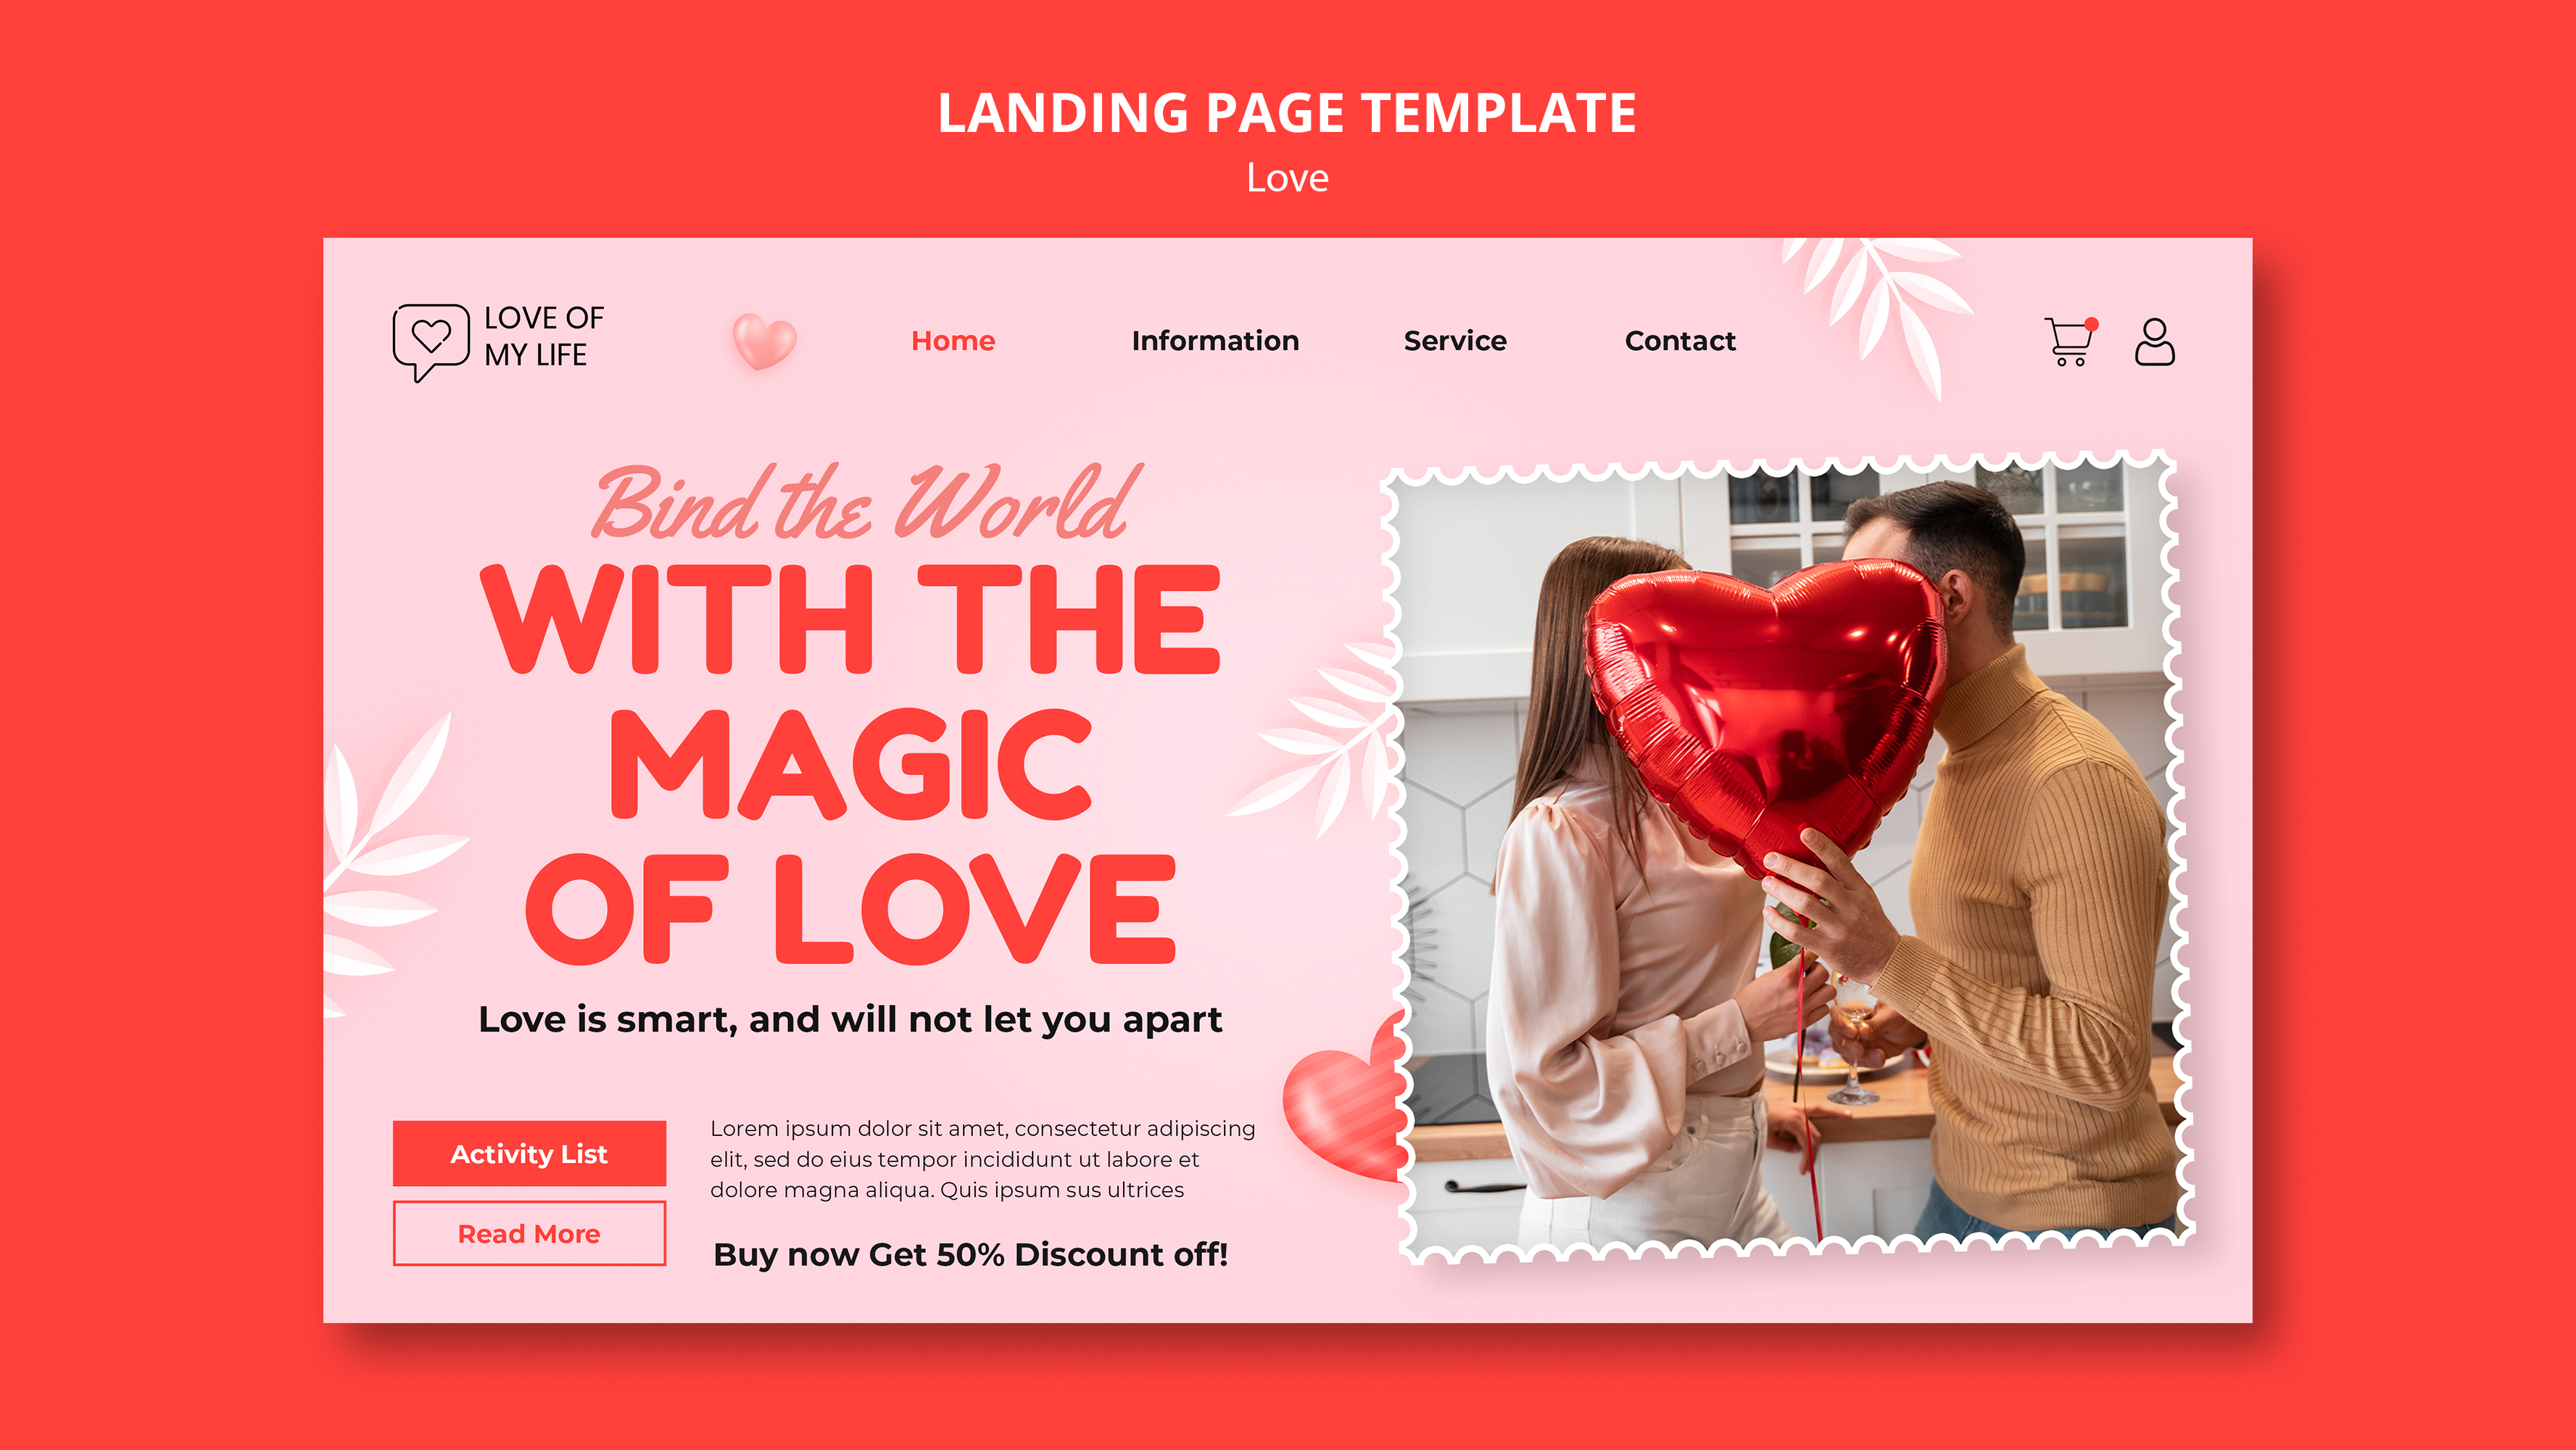 LANDING PAGE TEMPLATE
Love
LOVE OF
MY LIFE
Home Information Service Contact
Bind the World
WITH THE
MAGIC
OF LOVE
Love is smart, and will not let you apart
Activity List
Read More
Lorem ipsum dolor sit amet, consectetur adipiscing
elit, sed do eius tempor incididunt ut labore et
dolore magna aliqua. Quis ipsum sus ultrices
Buy now Get 50% Discount off!